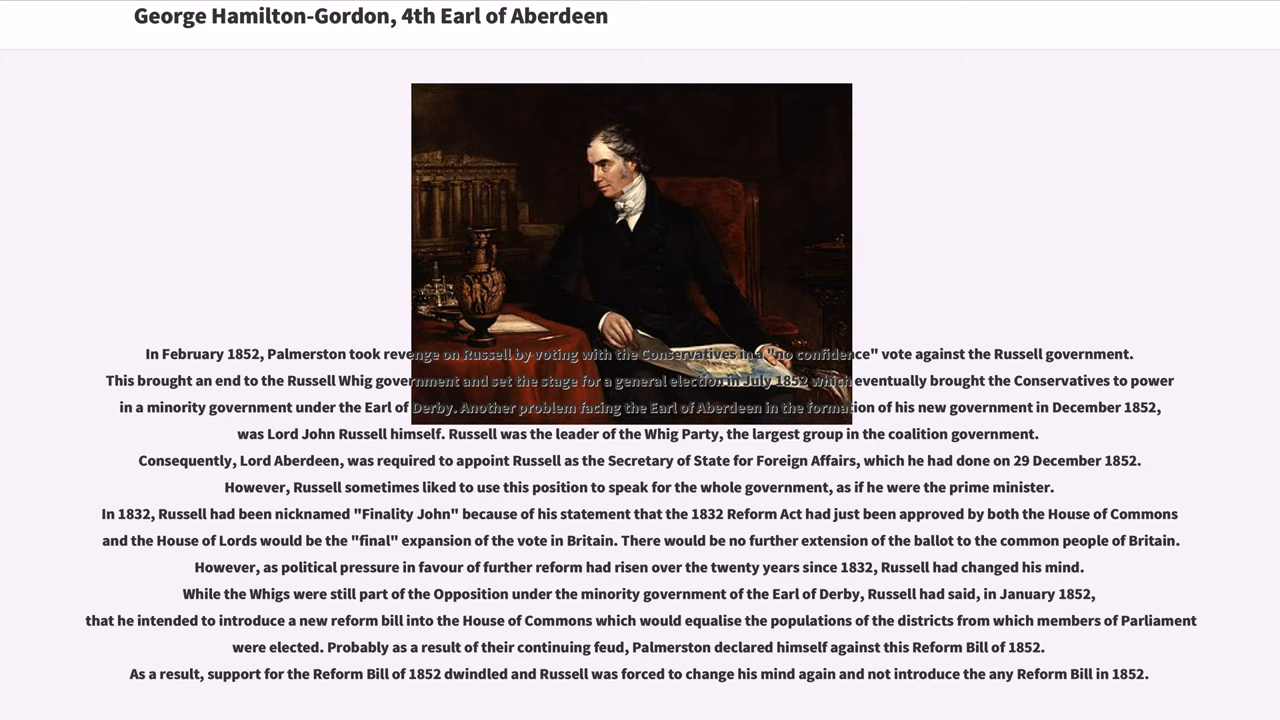 George Hamilton-Gordon, 4th Earl of Aberdeen
In February 1852, Palmerston took revenge on Russell by voting with the Conservatives in a "no confidence" vote against the Russell government.
This brought an end to the Russell Whig government and set the stage for a general election in July 1852 which eventually brought the Conservatives to power
in a minority government under the Earl of Derby. Another problem facing the Earl of Aberdeen in the formation of his new government in December 1852,
was Lord John Russell himself. Russell was the leader of the Whig Party, the largest group in the coalition government.
Consequently, Lord Aberdeen, was required to appoint Russell as the Secretary of State for Foreign Affairs, which he had done on 29 December 1852.
However, Russell sometimes liked to use this position to speak for the whole government, as if he were the prime minister.
In 1832, Russell had been nicknamed "Finality John" because of his statement that the 1832 Reform Act had just been approved by both the House of Commons
and the House of Lords would be the "final" expansion of the vote in Britain. There would be no further extension of the ballot to the common people of Britain.
However, as political pressure in favour of further reform had risen over the twenty years since 1832, Russell had changed his mind.
While the Whigs were still part of the Opposition under the minority government of the Earl of Derby, Russell had said, in January 1852,
that he intended to introduce a new reform bill into the House of Commons which would equalise the populations of the districts from which members of Parliament
were elected. Probably as a result of their continuing feud, Palmerston declared himself against this Reform Bill of 1852.
As a result, support for the Reform Bill of 1852 dwindled and Russell was forced to change his mind again and not introduce the any Reform Bill in 1852.